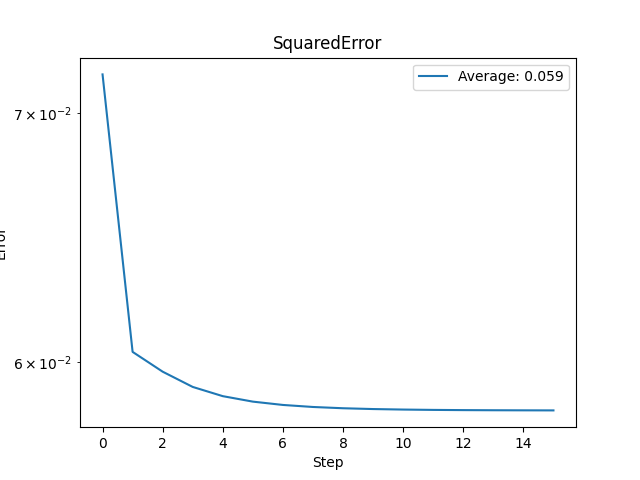 SquaredError
Average: 0.059
7 × 10⁻²
6 × 10⁻²
Error
0 2 4 6 8 10 12 14
Step